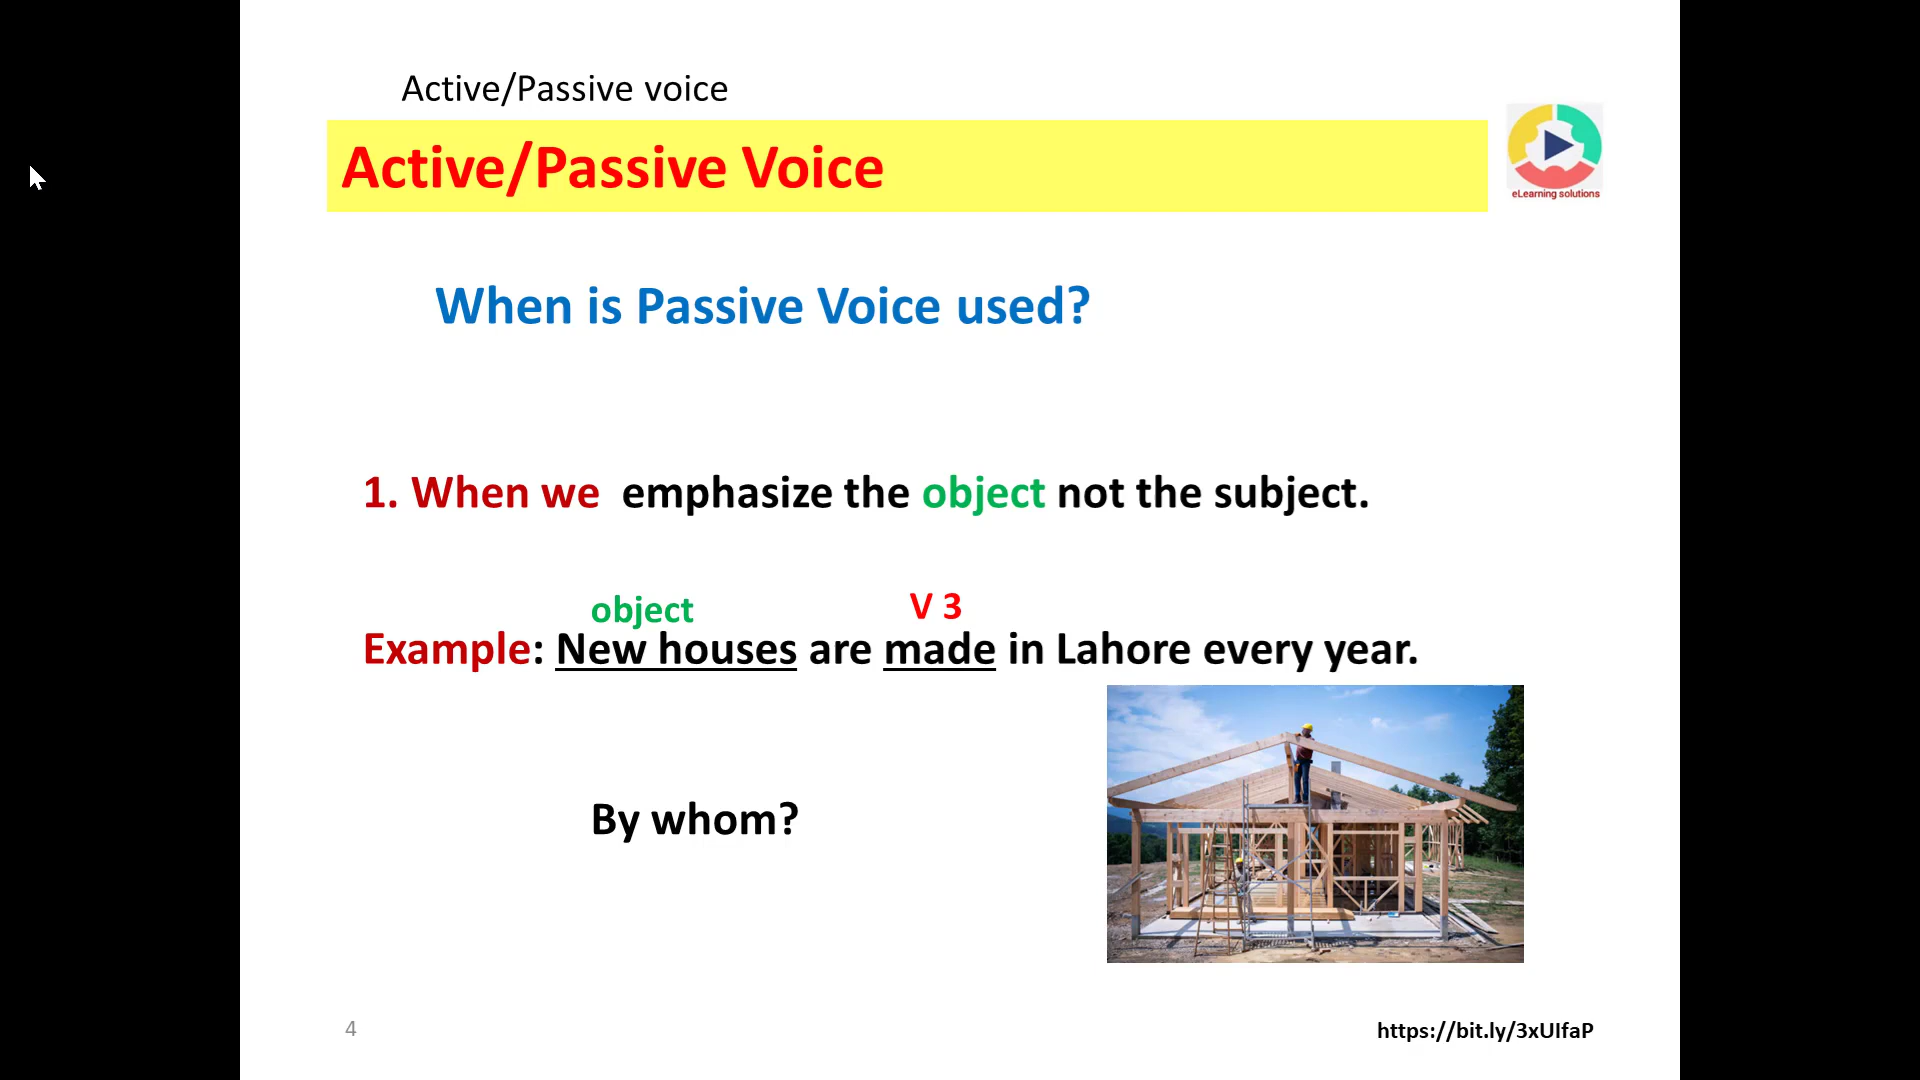 Active/Passive voice
Active/Passive Voice
eLearning solutions
When is Passive Voice used?
1. When we emphasize the object not the subject.
object V 3
Example: New houses are made in Lahore every year.
By whom?
4
https://bit.ly/3xUIfaP